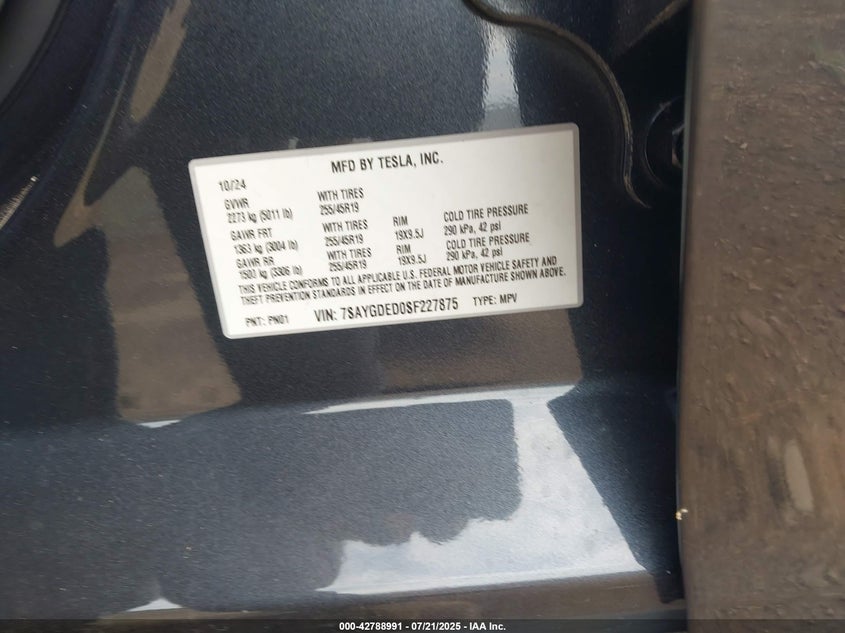 MFD BY TESLA, INC.
10/24
GVWR WITH TIRES
2273 kg (5011 lb) 255/45R19
GAWR FRT WITH TIRES RIM COLD TIRE PRESSURE
1363 kg (3004 lb) 255/45R19 19X9.5J 290 kPa, 42 psi
GAWR RR WITH TIRES RIM COLD TIRE PRESSURE
1500 kg (3306 lb) 255/45R19 19X9.5J 290 kPa, 42 psi
THIS VEHICLE CONFORMS TO ALL APPLICABLE U.S. FEDERAL MOTOR VEHICLE SAFETY AND
THEFT PREVENTION STANDARDS IN EFFECT ON THE DATE OF MANUFACTURE SHOWN ABOVE.
PNT: PN01 VIN: 7SAYGDED0SF227875 TYPE: MPV
000-42788991 - 07/21/2025 - IAA Inc.